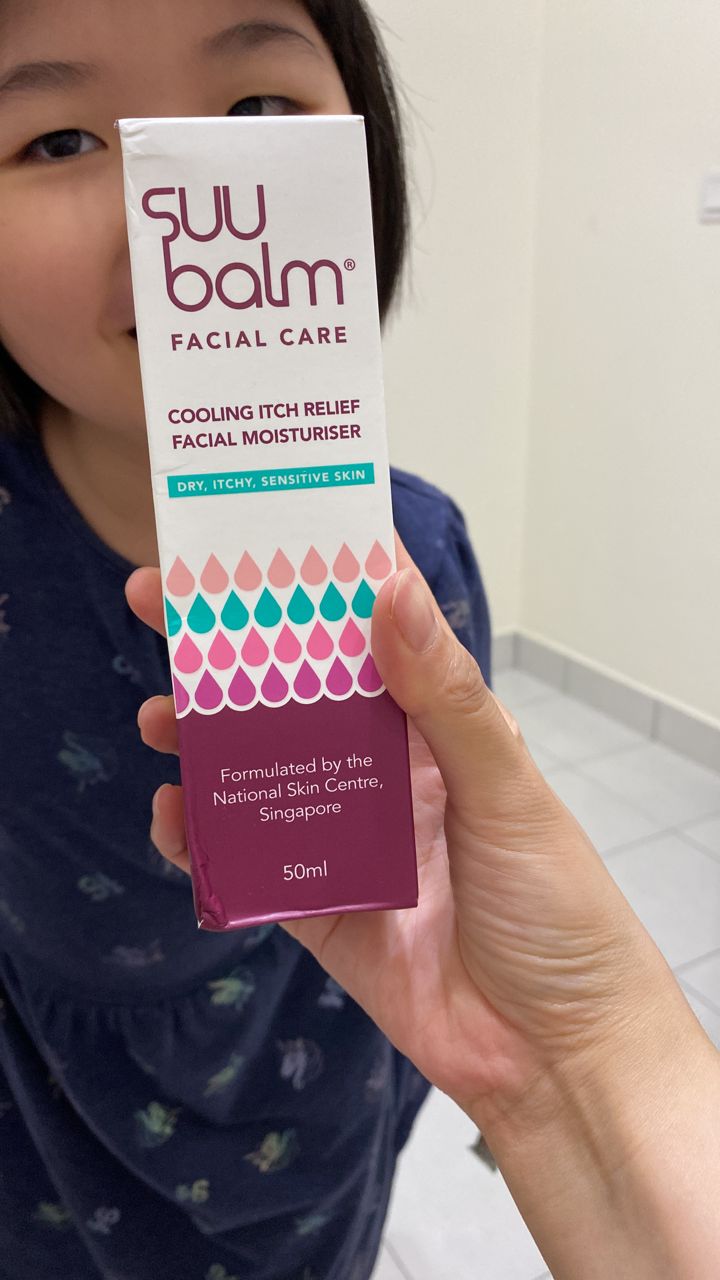 suu
balm®
FACIAL CARE
COOLING ITCH RELIEF
FACIAL MOISTURISER
DRY, ITCHY, SENSITIVE SKIN
Formulated by the
National Skin Centre,
Singapore
50ml